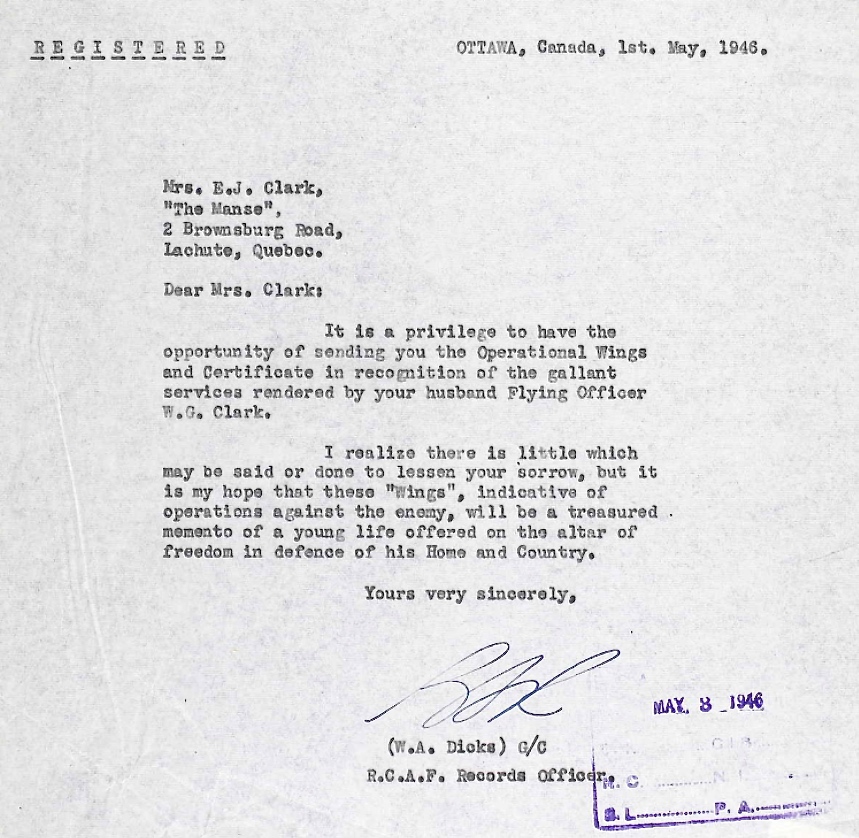 REGISTERED
OTTAWA, Canada, 1st. May, 1946.
Mrs. E.J. Clark,
"The Manse",
2 Brownsburg Road,
Lachute, Quebec.
Dear Mrs. Clark:
It is a privilege to have the
opportunity of sending you the Operational Wings
and Certificate in recognition of the gallant
services rendered by your husband Flying Officer
W.G. Clark.
I realize there is little which
may be said or done to lessen your sorrow, but it
is my hope that these "Wings", indicative of
operations against the enemy, will be a treasured
memento of a young life offered on the altar of
freedom in defence of his Home and Country.
Yours very sincerely,
MAY. 8 1946
(W.A. Dicks) G/C
R.C.A.F. Records Officer.
P. A.